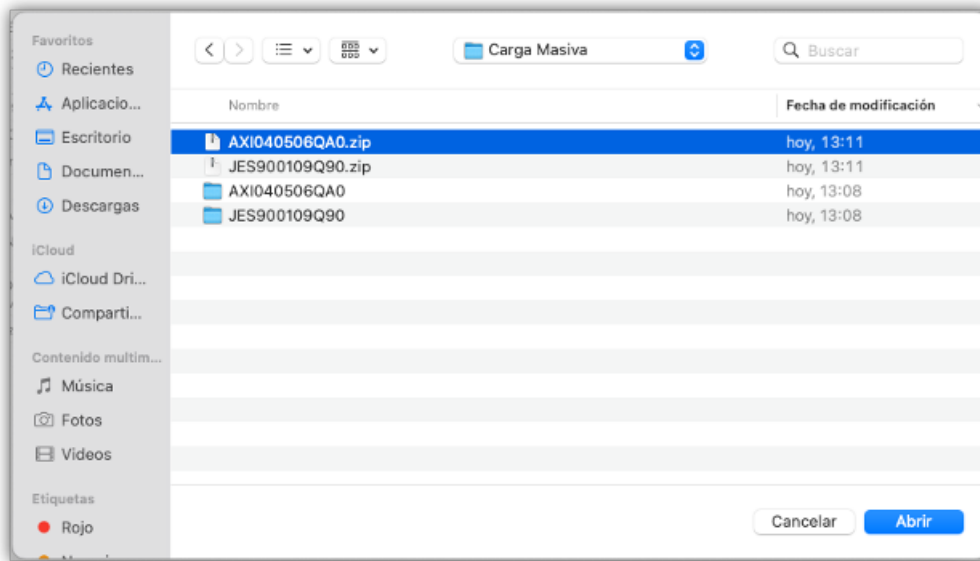 Favoritos
Recientes
Aplicacio...
Escritorio
Documen...
Descargas
iCloud
iCloud Dri...
Comparti...
Contenido multim...
Música
Fotos
Videos
Etiquetas
Rojo
Carga Masiva
Buscar
Nombre Fecha de modificación
AXI040506QA0.zip hoy, 13:11
JES900109Q90.zip hoy, 13:11
AXI040506QA0 hoy, 13:08
JES900109Q90 hoy, 13:08
Cancelar Abrir